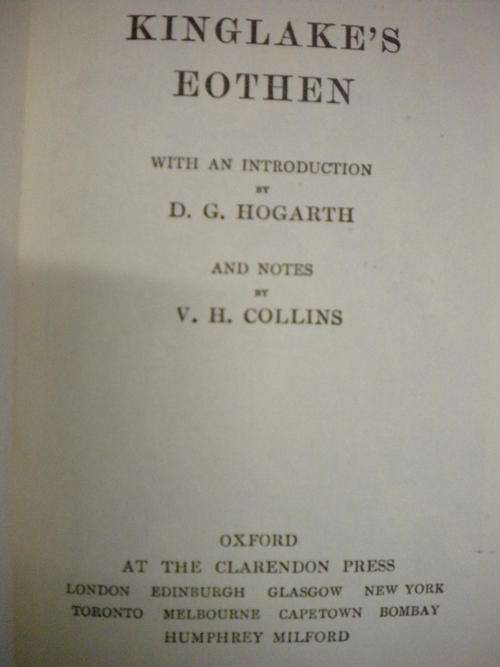 KINGLAKE'S
EOTHEN
WITH AN INTRODUCTION
BY
D. G. HOGARTH
AND NOTES
BY
V. H. COLLINS
OXFORD
AT THE CLARENDON PRESS
LONDON EDINBURGH GLASGOW NEW YORK
TORONTO MELBOURNE CAPETOWN BOMBAY
HUMPHREY MILFORD